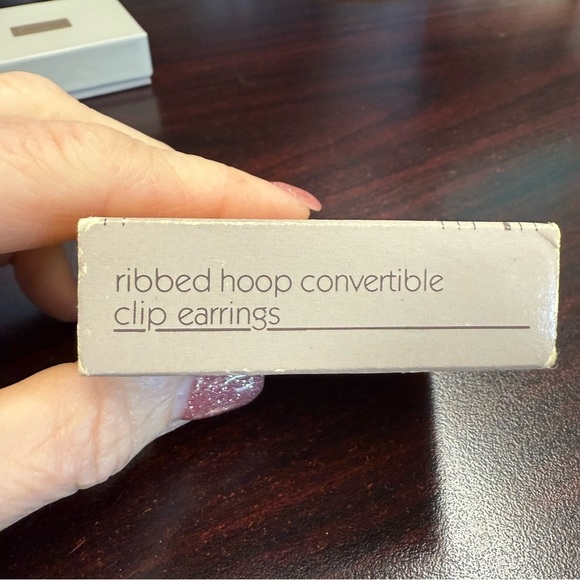 ribbed hoop convertible
clip earrings